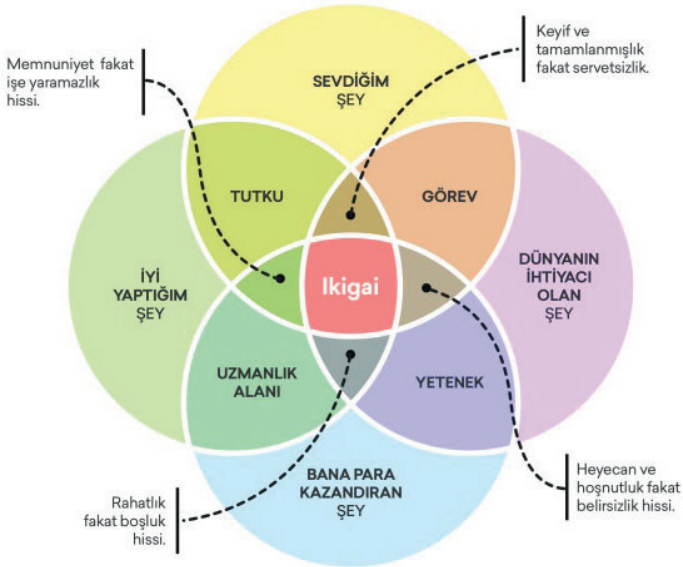 Memnuniyet fakat
işe yaramazlık
hissi.
Keyif ve
tamamlanmışlık
fakat servetsizlik.
SEVDİĞİM
ŞEY
TUTKU
GÖREV
İYİ
YAPTIĞIM
ŞEY
Ikigai
DÜNYANIN
İHTİYACI
OLAN
ŞEY
UZMANLIK
ALANI
YETENEK
BANA PARA
KAZANDIRAN
ŞEY
Rahatlık
fakat boşluk
hissi.
Heyecan ve
hoşnutluk fakat
belirsizlik hissi.